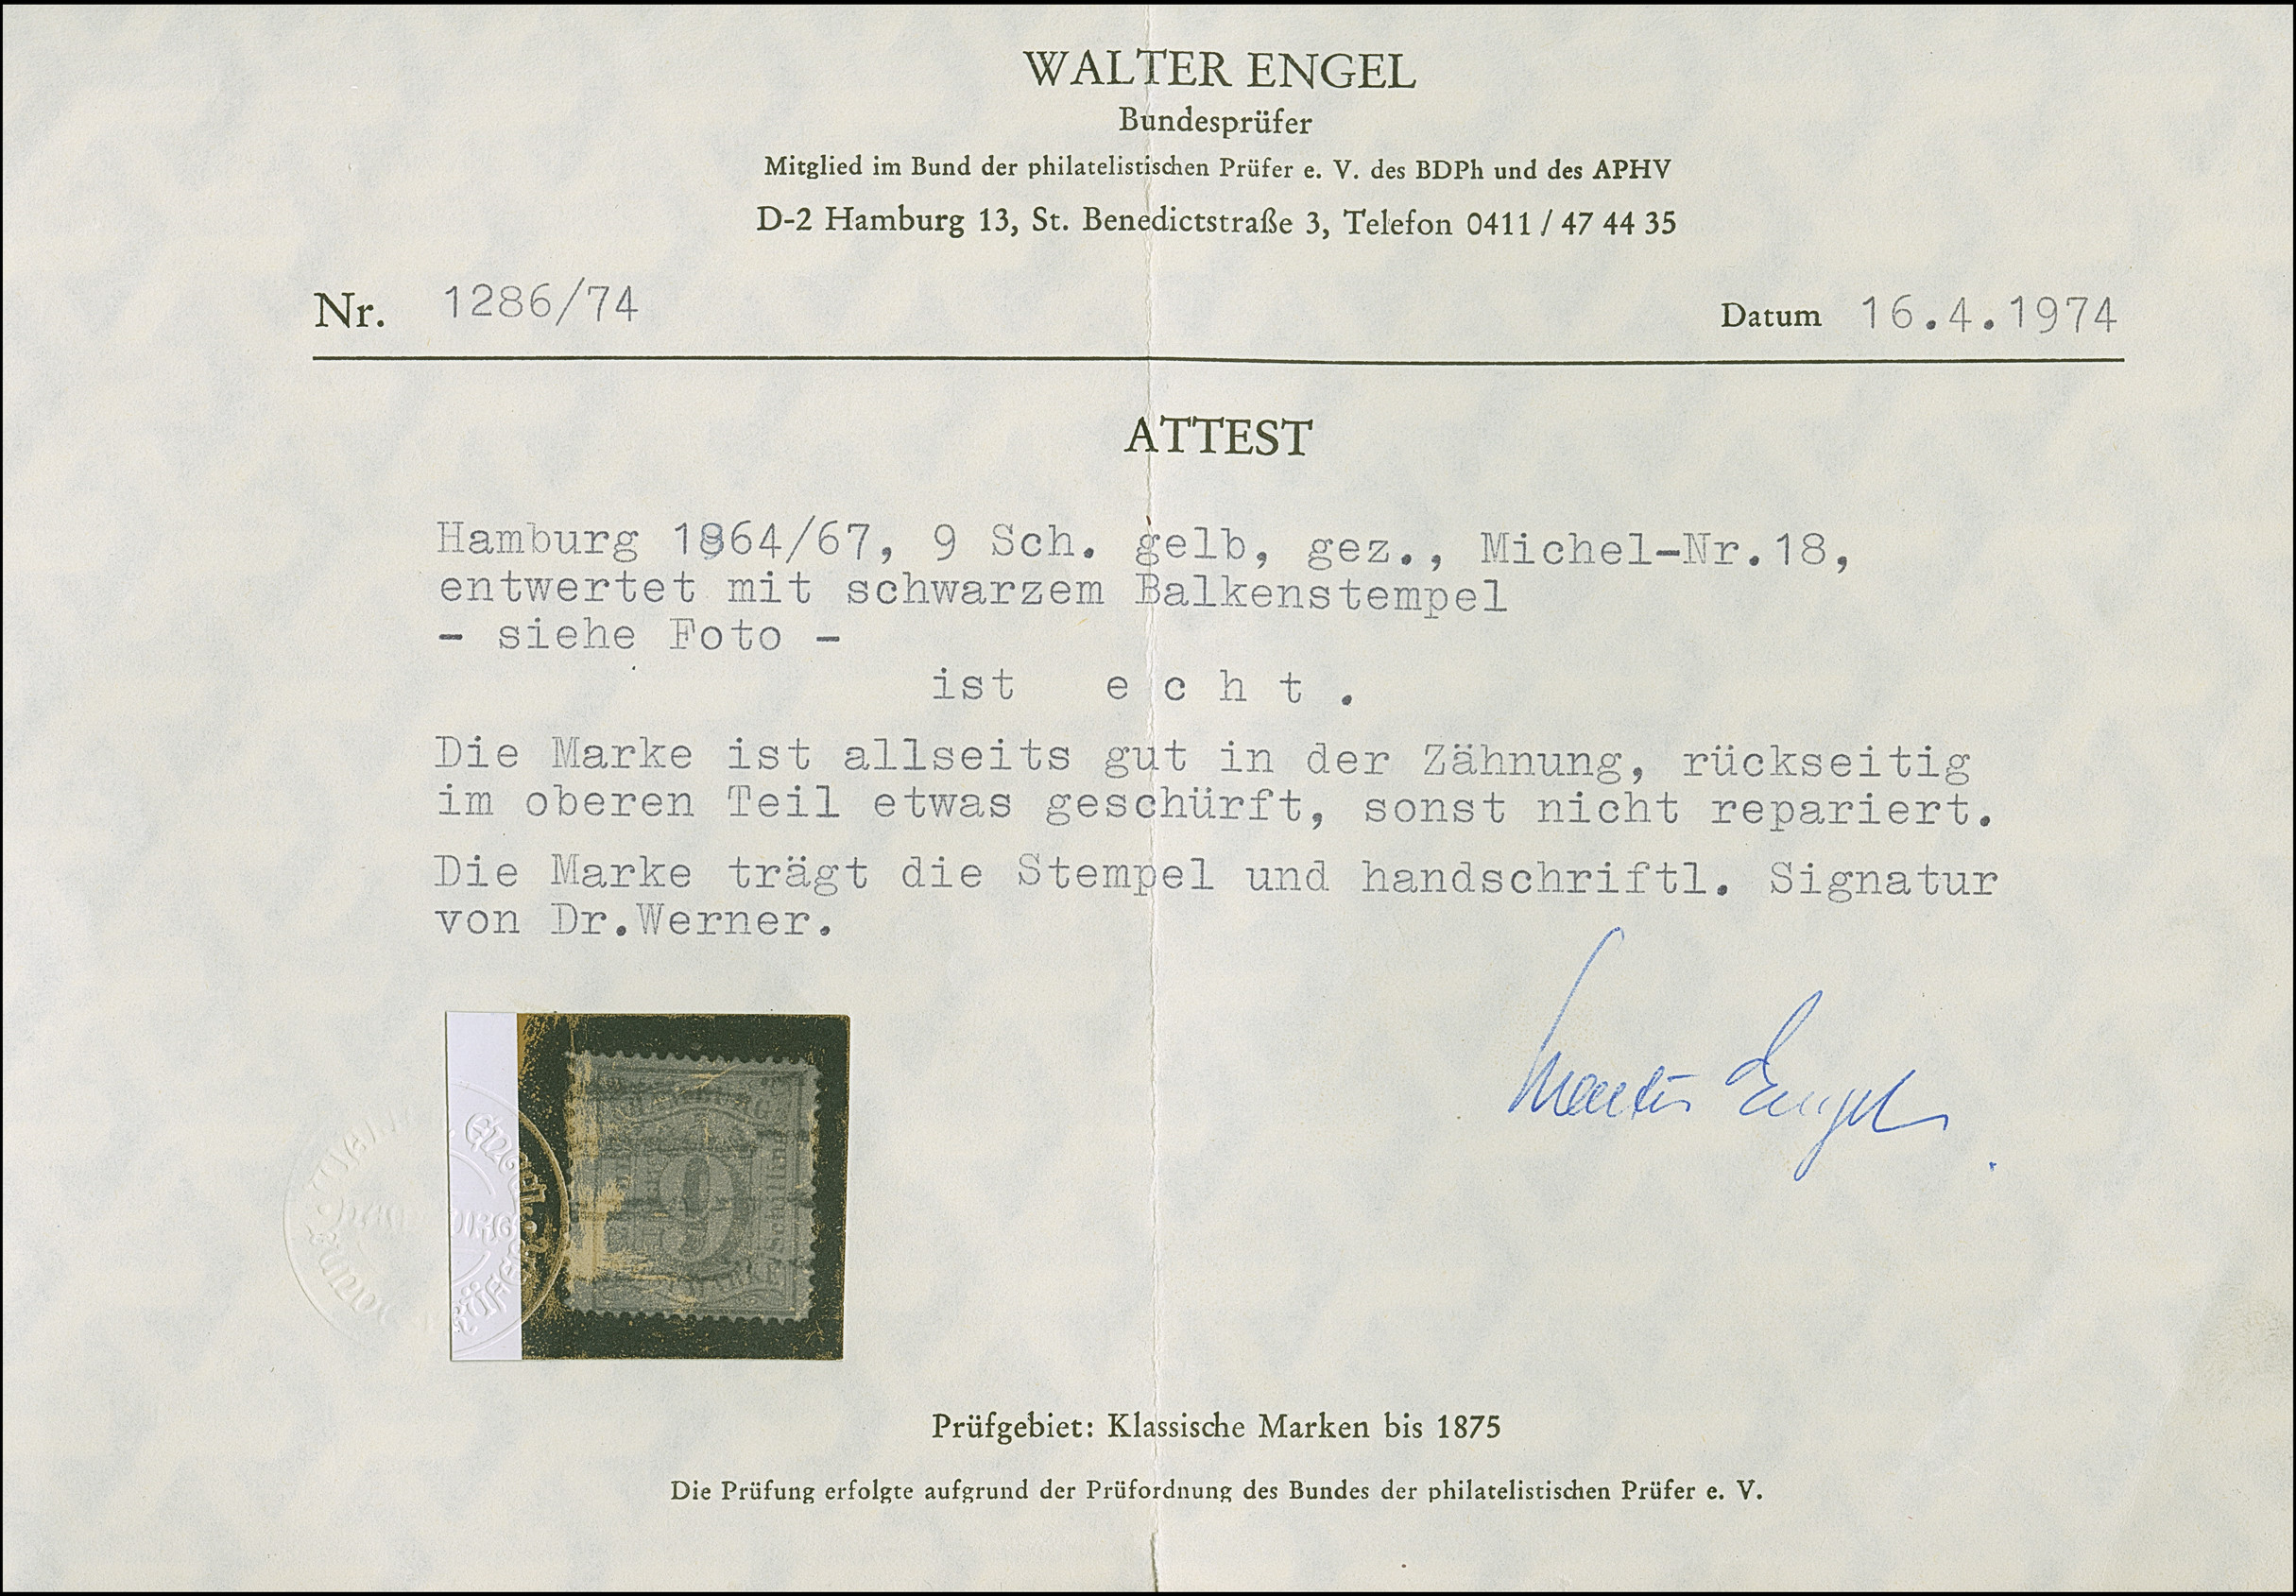 WALTER ENGEL
Bundesprüfer
Mitglied im Bund der philatelistischen Prüfer e. V. des BDPh und des APHV
D-2 Hamburg 13, St. Benedictstraße 3, Telefon 0411 / 47 44 35
Nr. 1286/74 Datum 16.4.1974
ATTEST
Hamburg 1864/67, 9 Sch. gelb, gez., Michel-Nr.18,
entwertet mit schwarzem Balkenstempel
- siehe Foto -
ist e c h t .
Die Marke ist allseits gut in der Zähnung, rückseitig
im oberen Teil etwas geschürft, sonst nicht repariert.
Die Marke trägt die Stempel und handschriftl. Signatur
von Dr.Werner.
Engel
HAMBURG
9
Schilling
Prüfgebiet: Klassische Marken bis 1875
Die Prüfung erfolgte aufgrund der Prüfordnung des Bundes der philatelistischen Prüfer e. V.